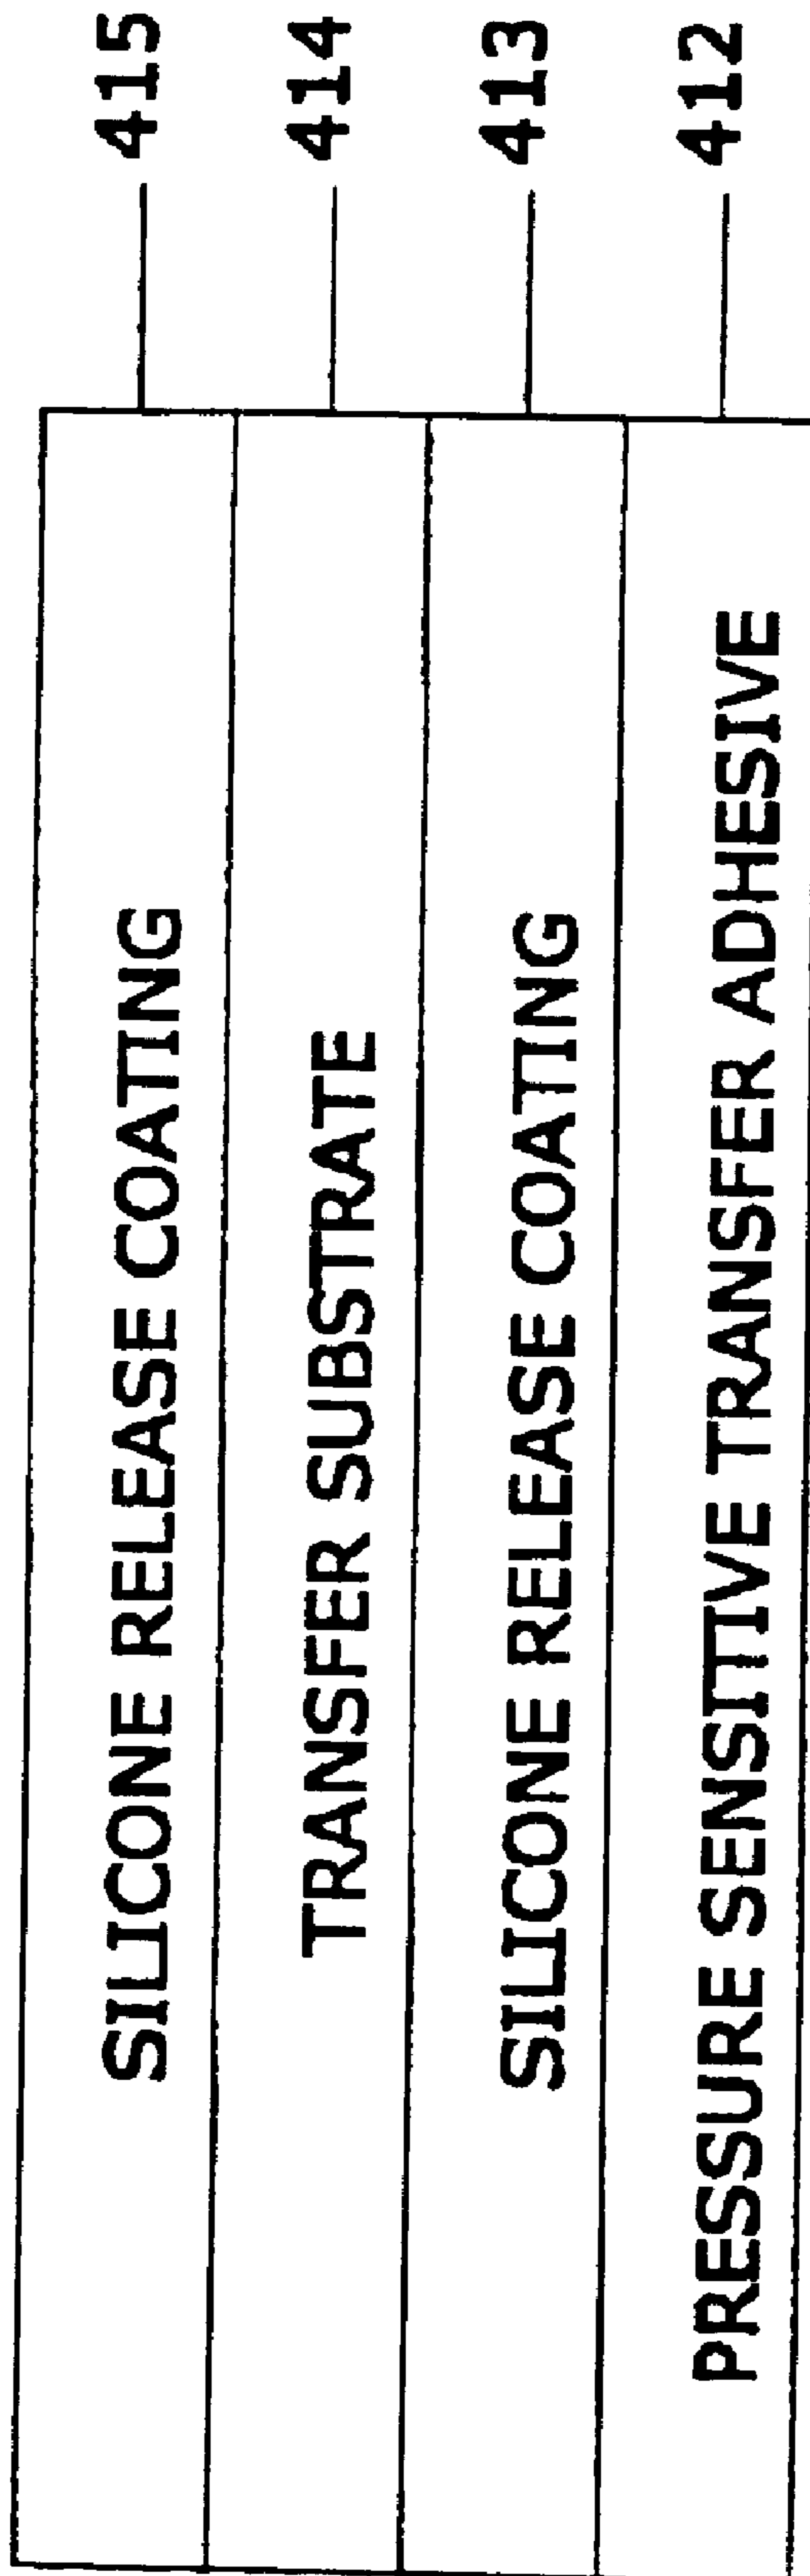 SILICONE RELEASE COATING 415
TRANSFER SUBSTRATE 414
SILICONE RELEASE COATING 413
PRESSURE SENSITIVE TRANSFER ADHESIVE 412